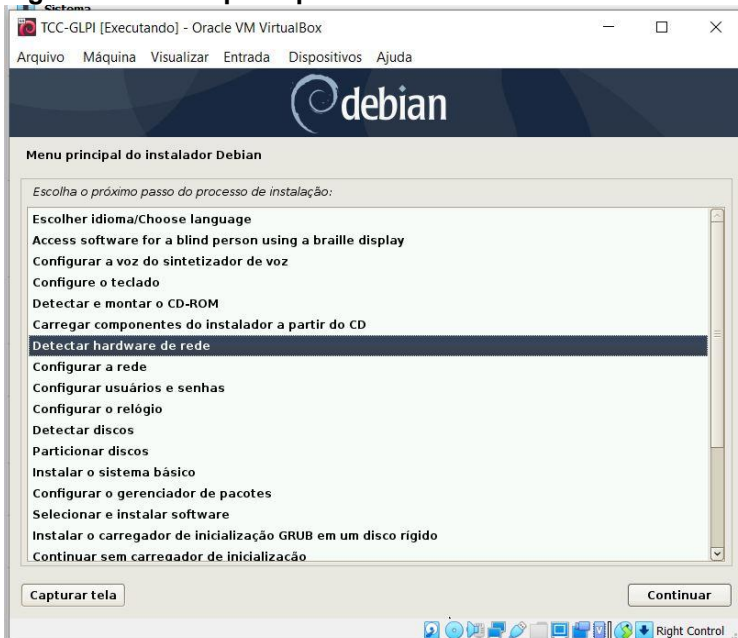 Sistema
TCC-GLPI [Executando] - Oracle VM VirtualBox
Arquivo Máquina Visualizar Entrada Dispositivos Ajuda
debian
Menu principal do instalador Debian
Escolha o próximo passo do processo de instalação:
Escolher idioma/Choose language
Access software for a blind person using a braille display
Configurar a voz do sintetizador de voz
Configure o teclado
Detectar e montar o CD-ROM
Carregar componentes do instalador a partir do CD
Detectar hardware de rede
Configurar a rede
Configurar usuários e senhas
Configurar o relógio
Detectar discos
Particionar discos
Instalar o sistema básico
Configurar o gerenciador de pacotes
Selecionar e instalar software
Instalar o carregador de inicialização GRUB em um disco rígido
Continuar sem carregador de inicialização
Capturar tela Continuar
Right Control